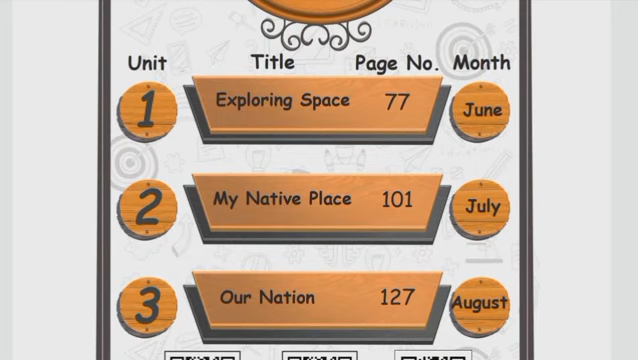 Unit Title Page No. Month
1 Exploring Space 77 June
2 My Native Place 101 July
3 Our Nation 127 August